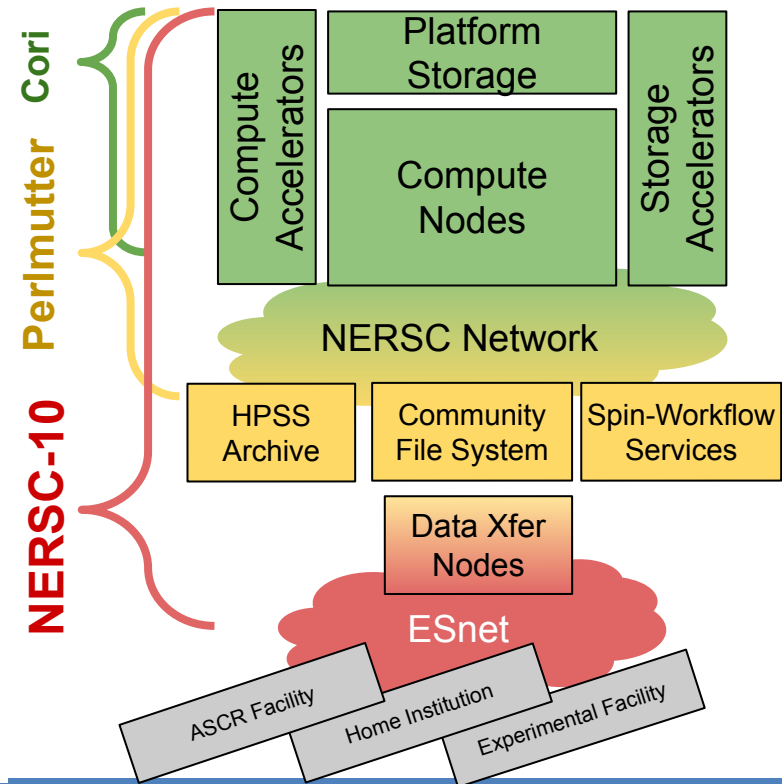 Cori
Perlmutter
NERSC-10
Compute
Accelerators
Platform
Storage
Compute
Nodes
Storage
Accelerators
NERSC Network
HPSS
Archive
Community
File System
Spin-Workflow
Services
Data Xfer
Nodes
ESnet
ASCR Facility
Home Institution
Experimental Facility